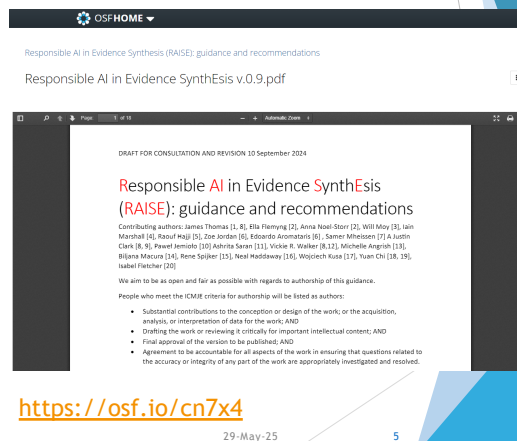 OSFHOME
Responsible AI in Evidence Synthesis (RAISE): guidance and recommendations
Responsible AI in Evidence SynthEsis v.0.9.pdf
Page: 1 of 18 Automatic Zoom
DRAFT FOR CONSULTATION AND REVISION 10 September 2024
Responsible AI in Evidence SynthEsis
(RAISE): guidance and recommendations
Contributing authors: James Thomas [1, 8], Ella Flemyng [2], Anna Noel-Storr [2], Will Moy [3], Iain
Marshall [4], Raouf Hajji [5], Zoe Jordan [6], Edoardo Aromataris [6] , Samer Mheissen [7] A Justin
Clark [8, 9], Pawel Jemiolo [10] Ashrita Saran [11], Vickie R. Walker [8,12], Michelle Angrish [13],
Biljana Macura [14], Rene Spijker [15], Neal Haddaway [16], Wojciech Kusa [17], Yuan Chi [18, 19],
Isabel Fletcher [20]
We aim to be as open and fair as possible with regards to authorship of this guidance.
People who meet the ICMJE criteria for authorship will be listed as authors:
• Substantial contributions to the conception or design of the work; or the acquisition,
analysis, or interpretation of data for the work; AND
• Drafting the work or reviewing it critically for important intellectual content; AND
• Final approval of the version to be published; AND
• Agreement to be accountable for all aspects of the work in ensuring that questions related to
the accuracy or integrity of any part of the work are appropriately investigated and resolved.
https://osf.io/cn7x4
29-May-25
5